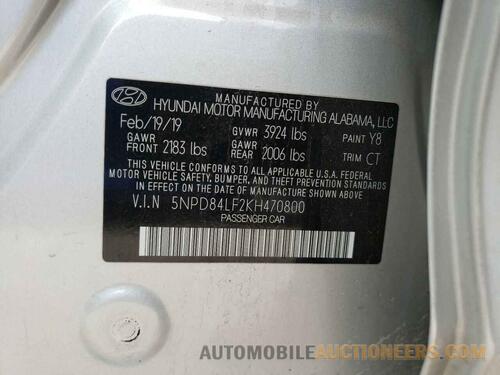 MANUFACTURED BY
HYUNDAI MOTOR MANUFACTURING ALABAMA, LLC
Feb/19/19 GVWR 3924 lbs PAINT Y8
GAWR FRONT 2183 lbs GAWR REAR 2006 lbs TRIM CT
THIS VEHICLE CONFORMS TO ALL APPLICABLE U.S.A. FEDERAL
MOTOR VEHICLE SAFETY, BUMPER, AND THEFT PREVENTION STANDARDS
IN EFFECT ON THE DATE OF MANUFACTURE SHOWN ABOVE
V.I.N 5NPD84LF2KH470800
PASSENGER CAR
AUTOMOBILEAUCTIONEERS.COM